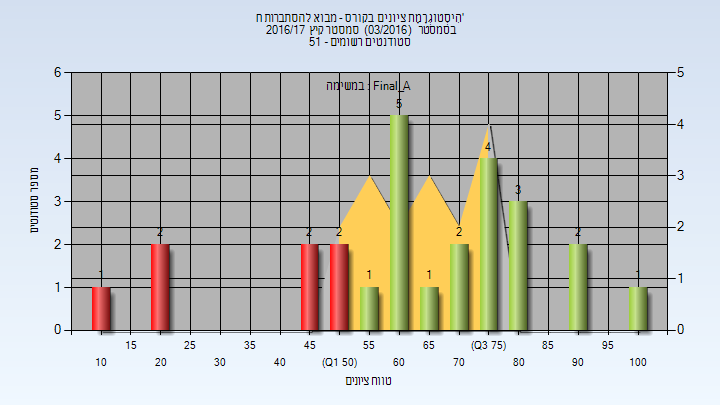 הִיסְטוֹגְרָמַת ציונים בקורס - מבוא להסתברות ח'
בסמסטר (03/2016) סמסטר קיץ 2016/17
סטודנטים רשומים - 51
במשימה : Final_A
6 5 4 3 2 1 0
מספר סטודנטים
5 4 3 2 1 0
1 2 2 2 1 5 1 2 4 3 2 1
15 25 35 45 55 65 (Q3 75) 85 95
10 20 30 40 (Q1 50) 60 70 80 90 100
טווח ציונים